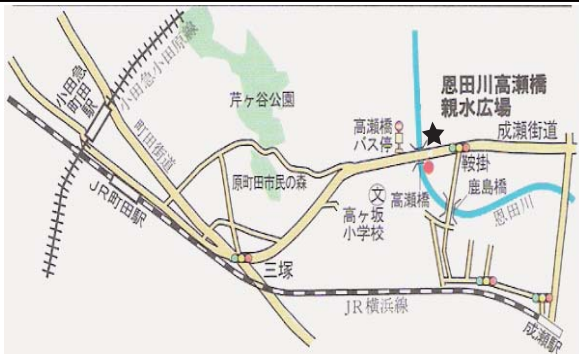 小田急
町田
駅
小田急小田原線
町田街道
JR町田駅
芹ヶ谷公園
原町田市民の森
三塚
高瀬橋
バス停
文
高ヶ坂
小学校
高瀬橋
恩田川高瀬橋
親水広場
成瀬街道
鞍掛
鹿島橋
恩田川
JR横浜線
成瀬駅